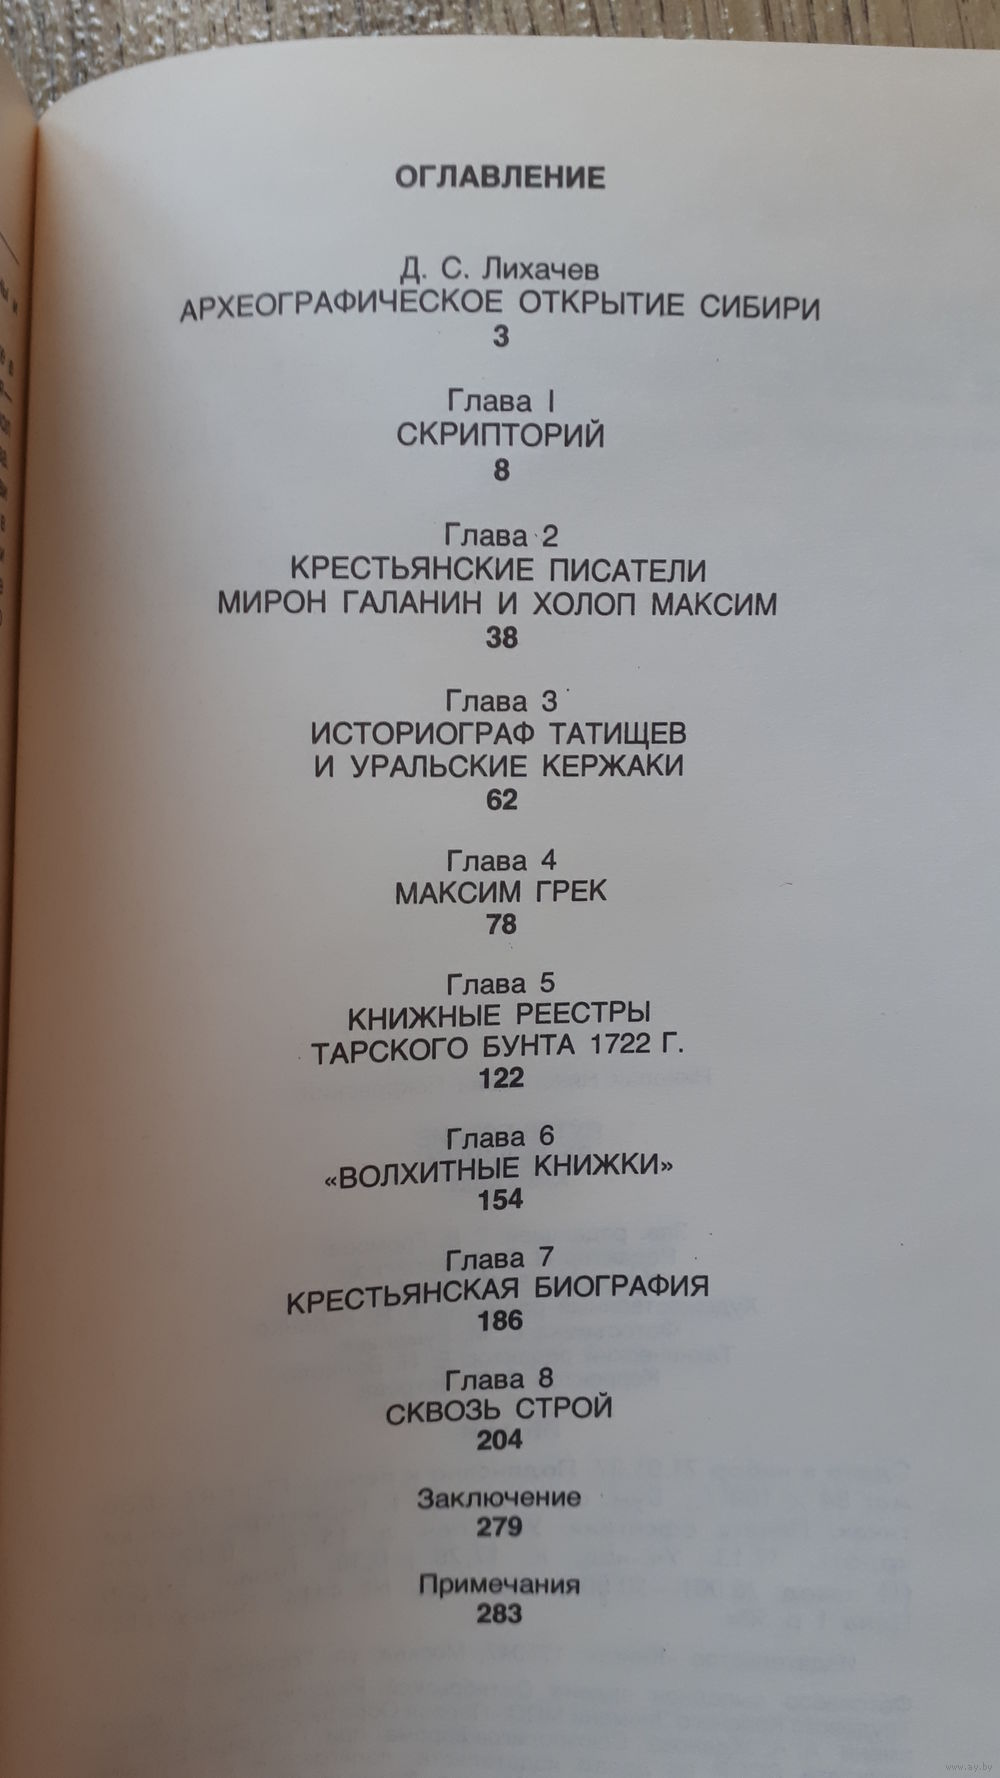 ОГЛАВЛЕНИЕ
Д. С. Лихачев
АРХЕОГРАФИЧЕСКОЕ ОТКРЫТИЕ СИБИРИ
3
Глава I
СКРИПТОРИЙ
8
Глава 2
КРЕСТЬЯНСКИЕ ПИСАТЕЛИ
МИРОН ГАЛАНИН И ХОЛОП МАКСИМ
38
Глава 3
ИСТОРИОГРАФ ТАТИЩЕВ
И УРАЛЬСКИЕ КЕРЖАКИ
62
Глава 4
МАКСИМ ГРЕК
78
Глава 5
КНИЖНЫЕ РЕЕСТРЫ
ТАРСКОГО БУНТА 1722 Г.
122
Глава 6
«ВОЛХИТНЫЕ КНИЖКИ»
154
Глава 7
КРЕСТЬЯНСКАЯ БИОГРАФИЯ
186
Глава 8
СКВОЗЬ СТРОЙ
204
Заключение
279
Примечания
283
www.ay.by